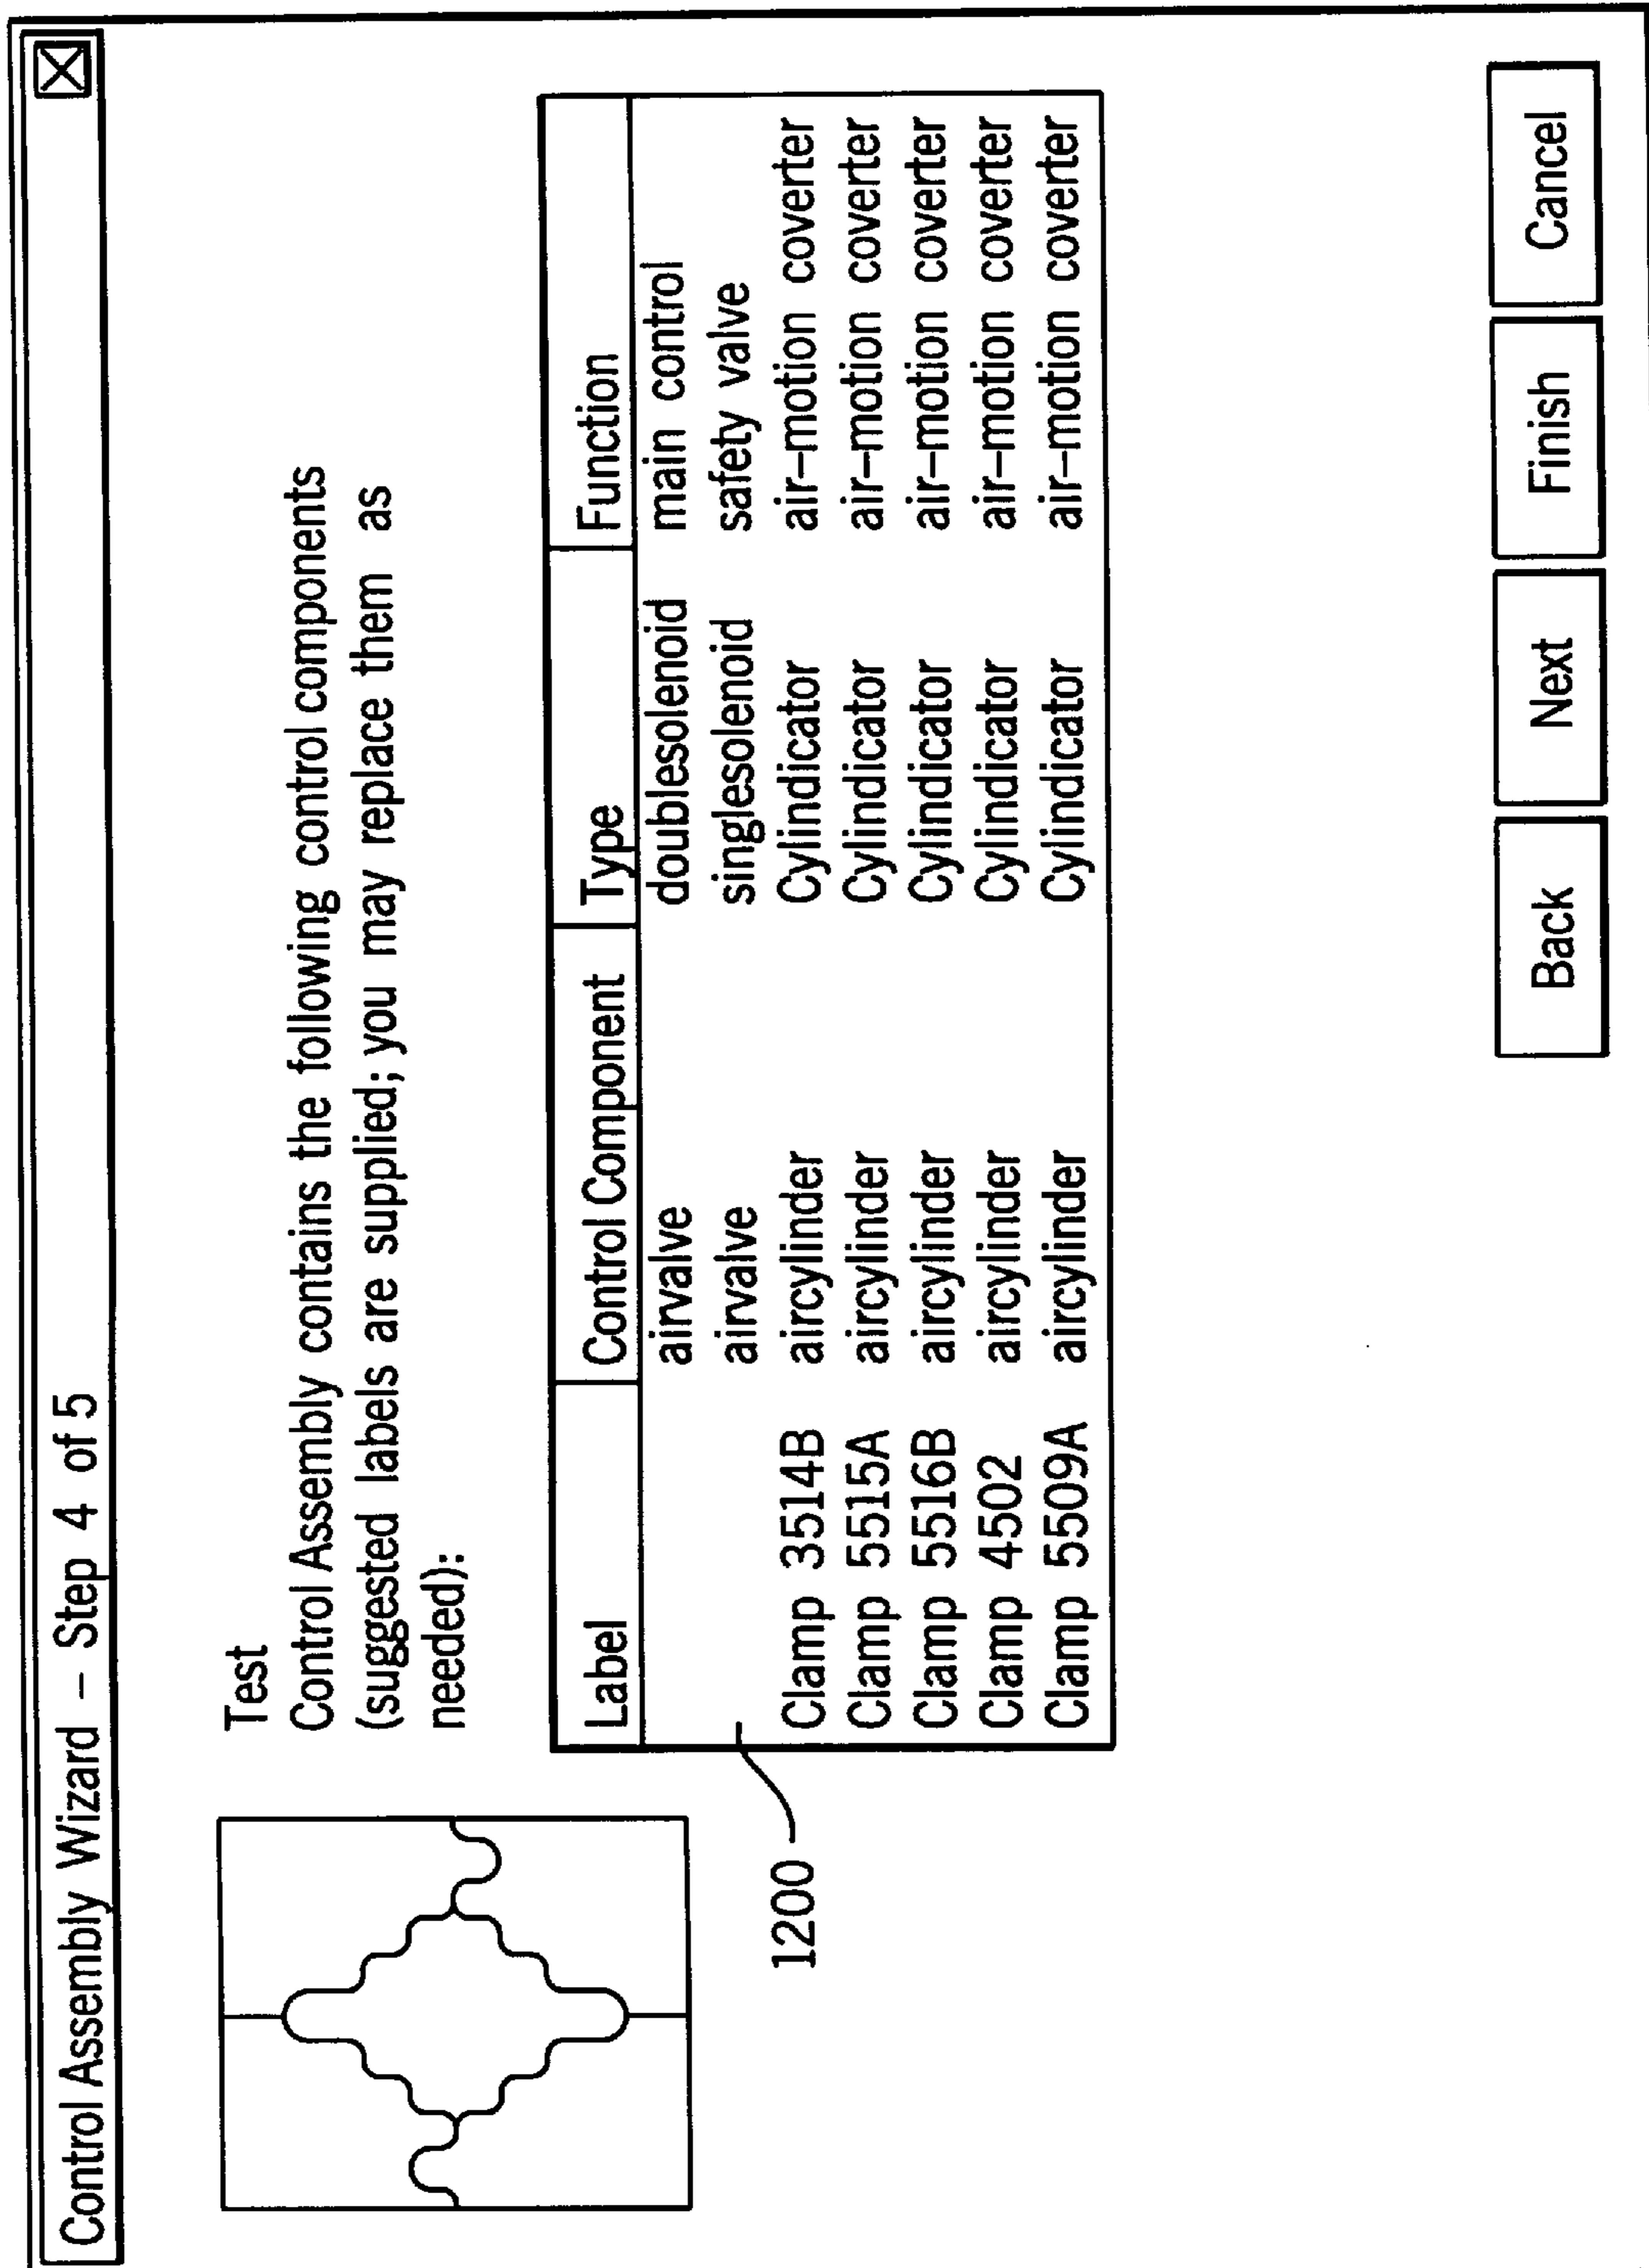 Control Assembly Wizard – Step 4 of 5
Test
Control Assembly contains the following control components
(suggested labels are supplied; you may replace them as
needed):
Label Control Component Type Function
airvalve doublesolenoid main control
airvalve singlesolenoid safety valve
Clamp 3514B aircylinder Cylindicator air–motion coverter
Clamp 5515A aircylinder Cylindicator air–motion coverter
Clamp 5516B aircylinder Cylindicator air–motion coverter
Clamp 4502 aircylinder Cylindicator air–motion coverter
Clamp 5509A aircylinder Cylindicator air–motion coverter
1200
Back Next Finish Cancel